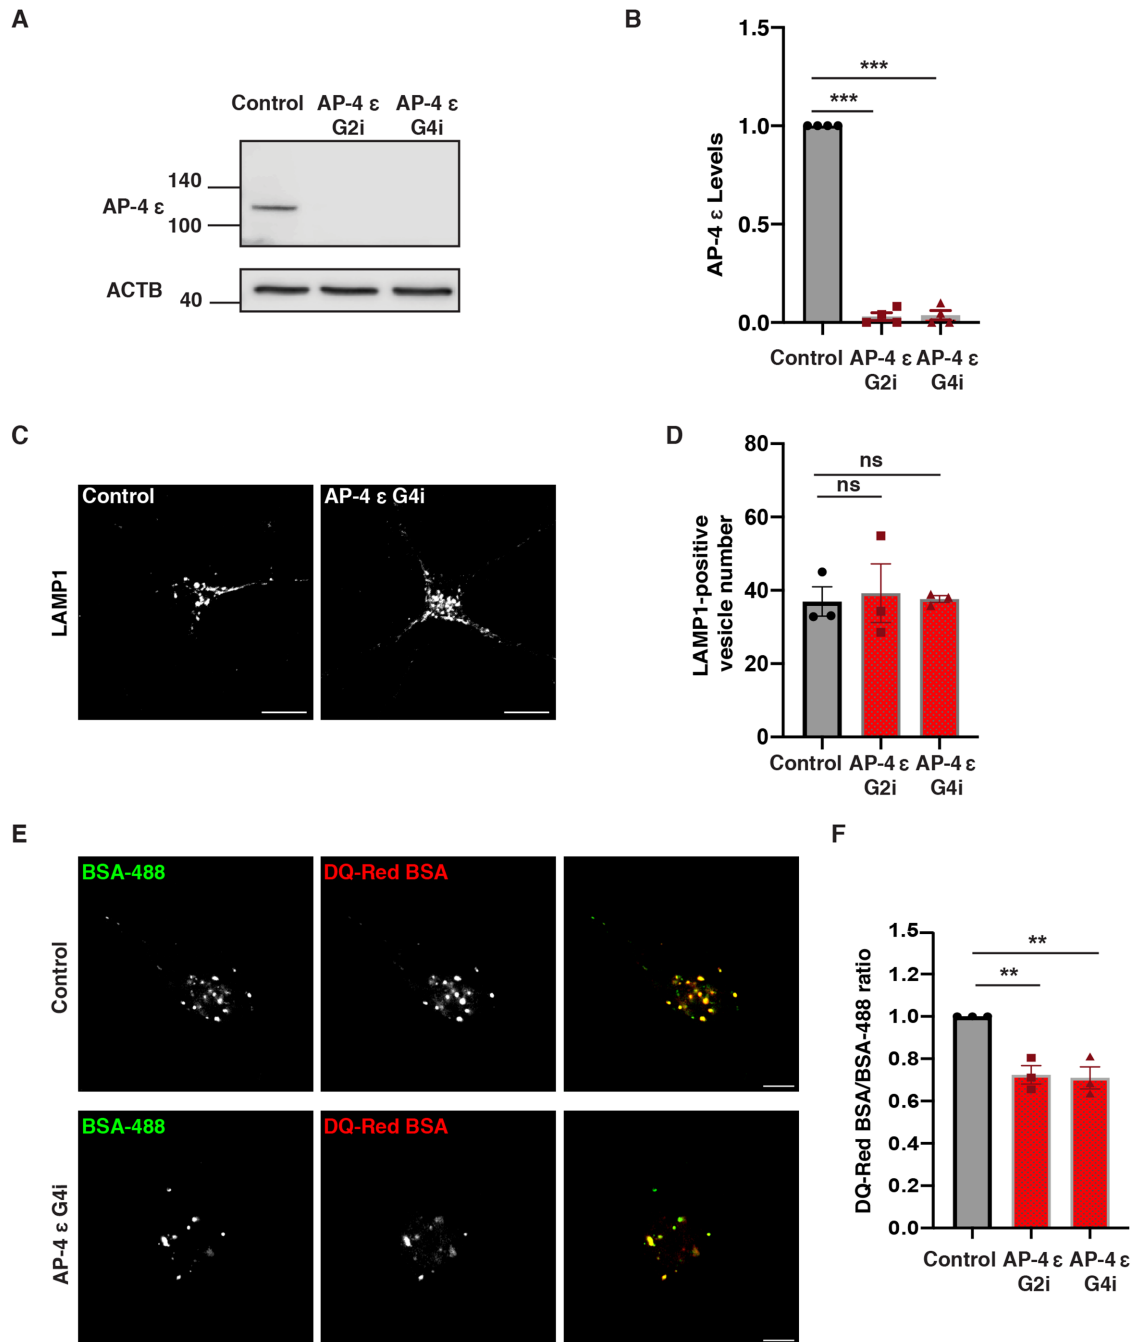 A
Control AP-4 ε AP-4 ε
G2i G4i
140
AP-4 ε
100
ACTB
40
B
1.5
1.0
0.5
0.0
AP-4 ε Levels
***
***
Control AP-4 ε AP-4 ε
G2i G4i
C
LAMP1
Control
AP-4 ε G4i
D
80
60
40
20
0
LAMP1-positive
vesicle number
ns
ns
Control AP-4 ε AP-4 ε
G2i G4i
E
Control
BSA-488
DQ-Red BSA
AP-4 ε G4i
BSA-488
DQ-Red BSA
F
1.5
1.2
1.0
0.8
0.6
0.4
0.2
0.0
DQ-Red BSA/BSA-488 ratio
**
**
Control AP-4 ε AP-4 ε
G2i G4i